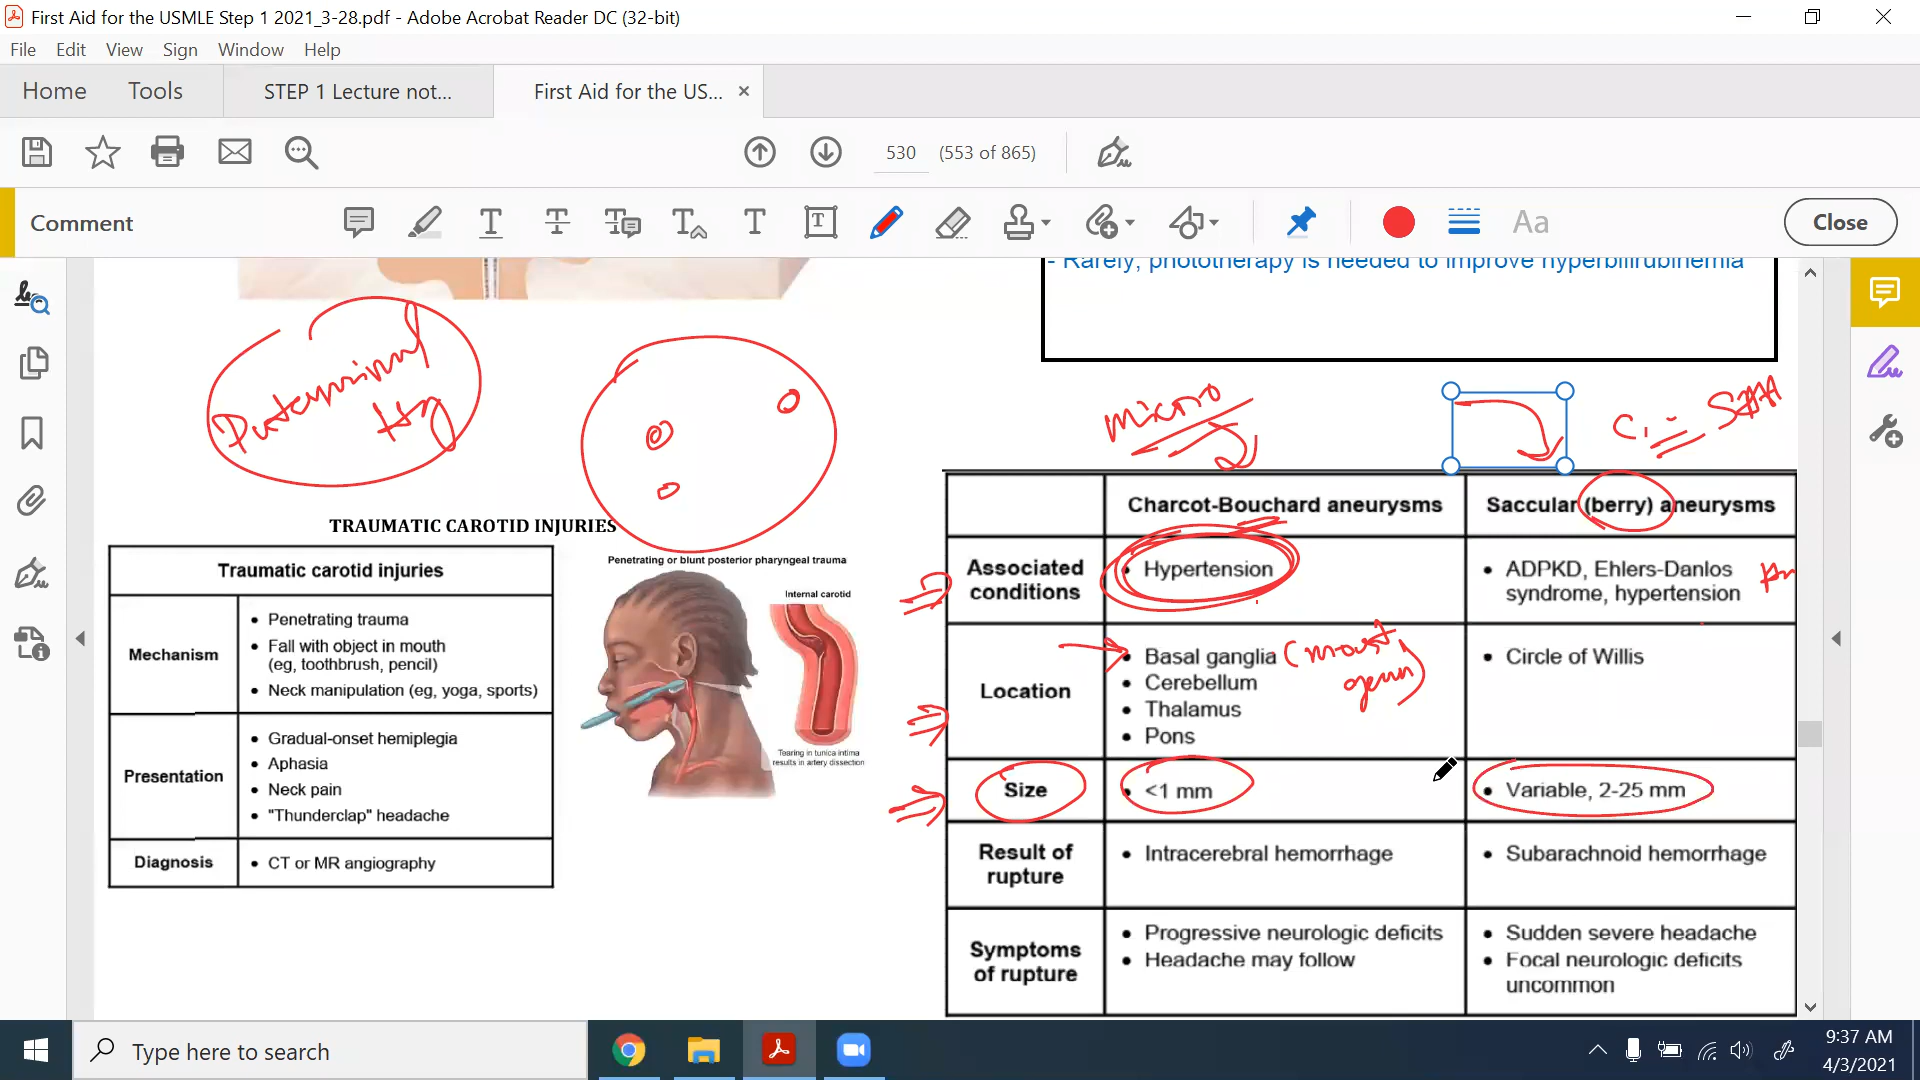 First Aid for the USMLE Step 1 2021_3-28.pdf - Adobe Acrobat Reader DC (32-bit)
File Edit View Sign Window Help
Home Tools STEP 1 Lecture not... First Aid for the US... ×
530 (553 of 865)
Comment Aa Close
- Rarely, phototherapy is needed to improve hyperbilirubinemia
micro
SAH
TRAUMATIC CAROTID INJURIES
Traumatic carotid injuries
Mechanism
• Penetrating trauma
• Fall with object in mouth
(eg, toothbrush, pencil)
• Neck manipulation (eg, yoga, sports)
Presentation
• Gradual-onset hemiplegia
• Aphasia
• Neck pain
• "Thunderclap" headache
Diagnosis
• CT or MR angiography
Penetrating or blunt posterior pharyngeal trauma
Internal carotid
Tearing in tunica intima
results in artery dissection
Charcot-Bouchard aneurysms Saccular (berry) aneurysms
Associated
conditions
• Hypertension
• ADPKD, Ehlers-Danlos
syndrome, hypertension
Location
• Basal ganglia
• Cerebellum
• Thalamus
• Pons
• Circle of Willis
Size
• <1 mm
• Variable, 2-25 mm
Result of
rupture
• Intracerebral hemorrhage
• Subarachnoid hemorrhage
Symptoms
of rupture
• Progressive neurologic deficits
• Headache may follow
• Sudden severe headache
• Focal neurologic deficits
uncommon
Type here to search
9:37 AM
4/3/2021